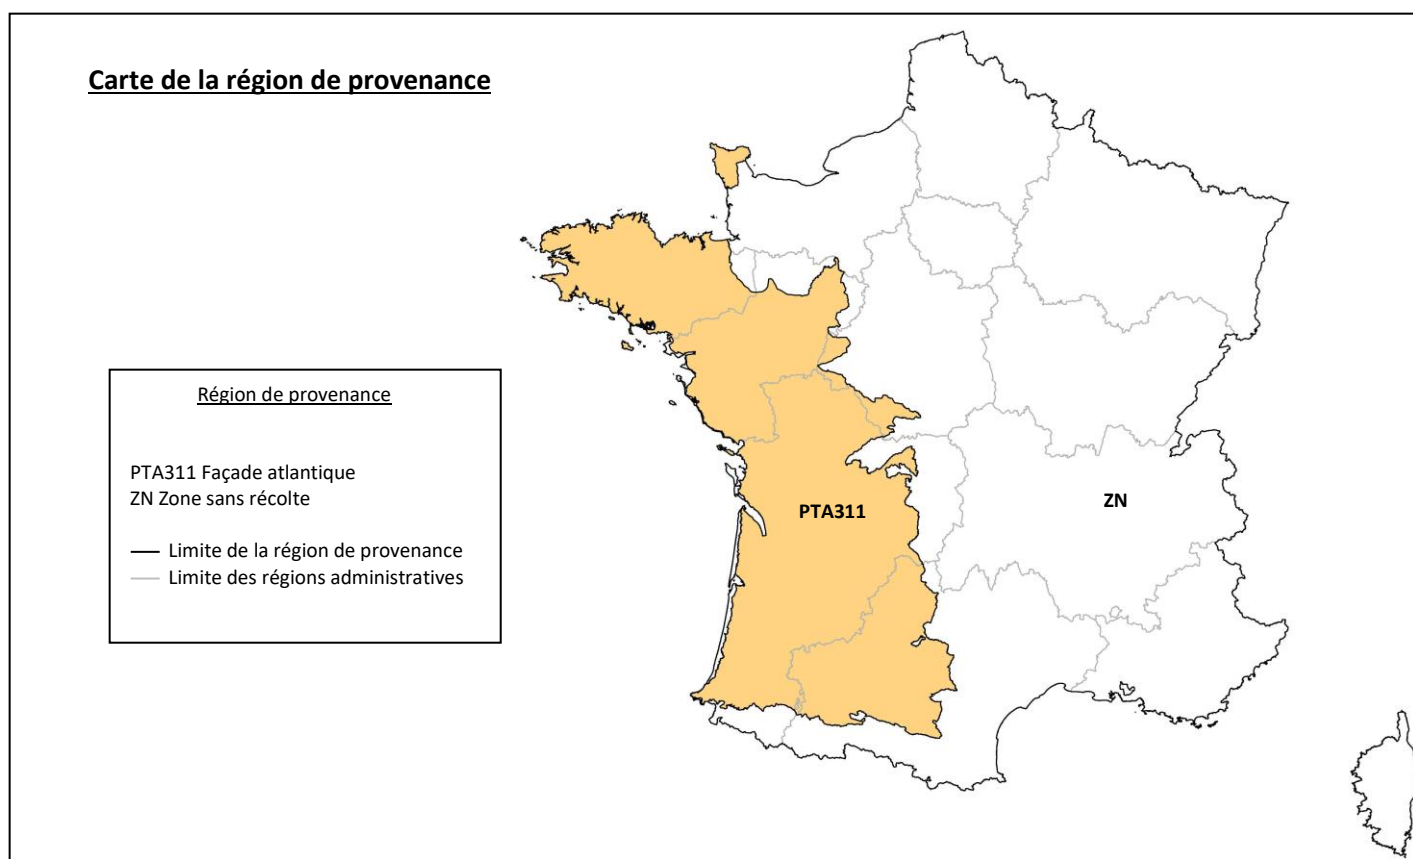 Carte de la région de provenance
Région de provenance
PTA311 Façade atlantique
ZN Zone sans récolte
Limite de la région de provenance
Limite des régions administratives
PTA311
ZN